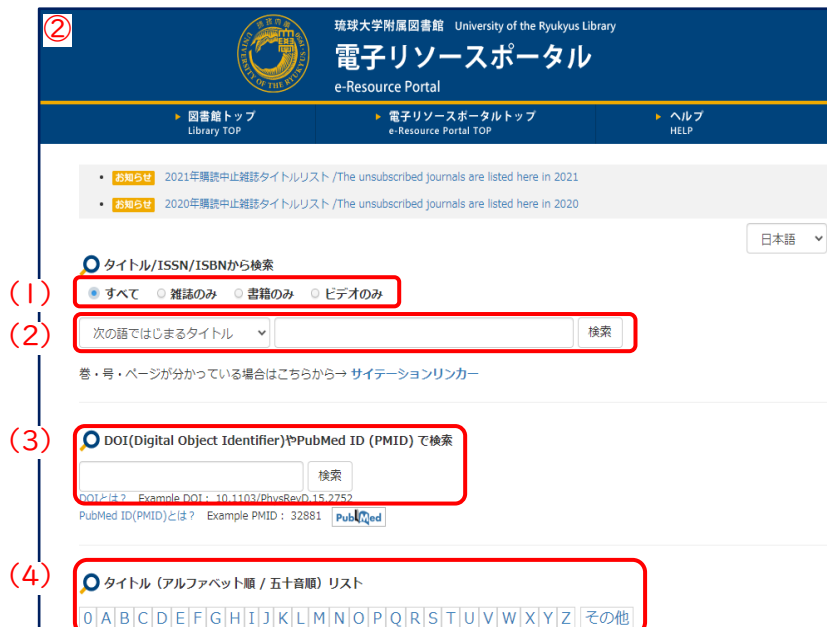 ②
琉球大学附属図書館 University of the Ryukyus Library
電子リソースポータル
e-Resource Portal
図書館トップ
Library TOP
電子リソースポータルトップ
e-Resource Portal TOP
ヘルプ
HELP
お知らせ 2021年購読中止雑誌タイトルリスト /The unsubscribed journals are listed here in 2021
お知らせ 2020年購読中止雑誌タイトルリスト /The unsubscribed journals are listed here in 2020
日本語
タイトル/ISSN/ISBNから検索
(1) すべて 雑誌のみ 書籍のみ ビデオのみ
(2) 次の語ではじまるタイトル 検索
巻・号・ページが分かっている場合はこちらから→ サイテーションリンカー
(3) DOI(Digital Object Identifier)やPubMed ID (PMID) で検索
検索
DOIとは? Example DOI : 10.1103/PhysRevD.15.2752
PubMed ID(PMID)とは? Example PMID : 32881 PubMed
(4) タイトル (アルファベット順 / 五十音順) リスト
0 A B C D E F G H I J K L M N O P Q R S T U V W X Y Z その他